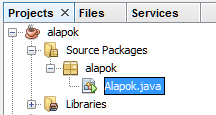 Projects Files Services
alapok
Source Packages
alapok
Alapok.java
Libraries